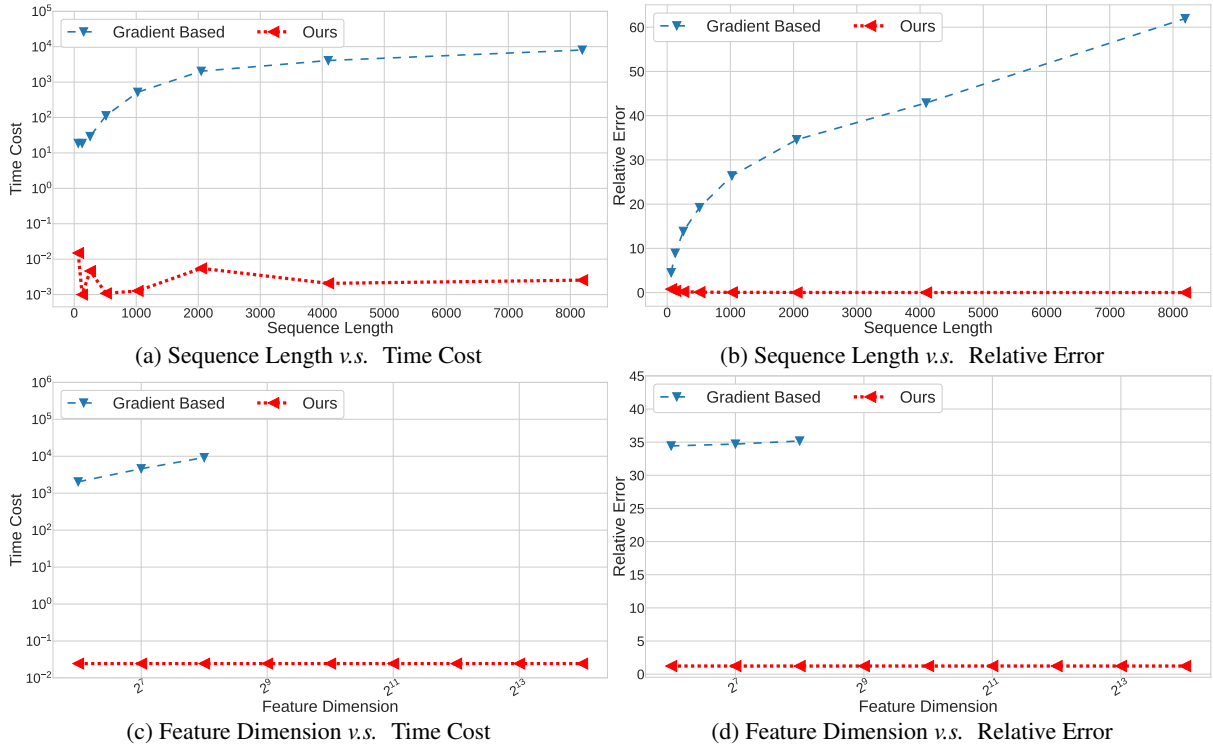 10^5
10^4
10^3
10^2
10^1
10^0
10^−1
10^−2
10^−3
Time Cost
Gradient Based
Ours
0 1000 2000 3000 4000 5000 6000 7000 8000
Sequence Length
(a) Sequence Length v.s. Time Cost
60
50
40
30
20
10
0
Relative Error
Gradient Based
Ours
0 1000 2000 3000 4000 5000 6000 7000 8000
Sequence Length
(b) Sequence Length v.s. Relative Error
10^6
10^5
10^4
10^3
10^2
10^1
10^0
10^−1
10^−2
Time Cost
Gradient Based
Ours
2^7 2^9 2^11 2^13
Feature Dimension
(c) Feature Dimension v.s. Time Cost
45
40
35
30
25
20
15
10
5
0
Relative Error
Gradient Based
Ours
2^7 2^9 2^11 2^13
Feature Dimension
(d) Feature Dimension v.s. Relative Error